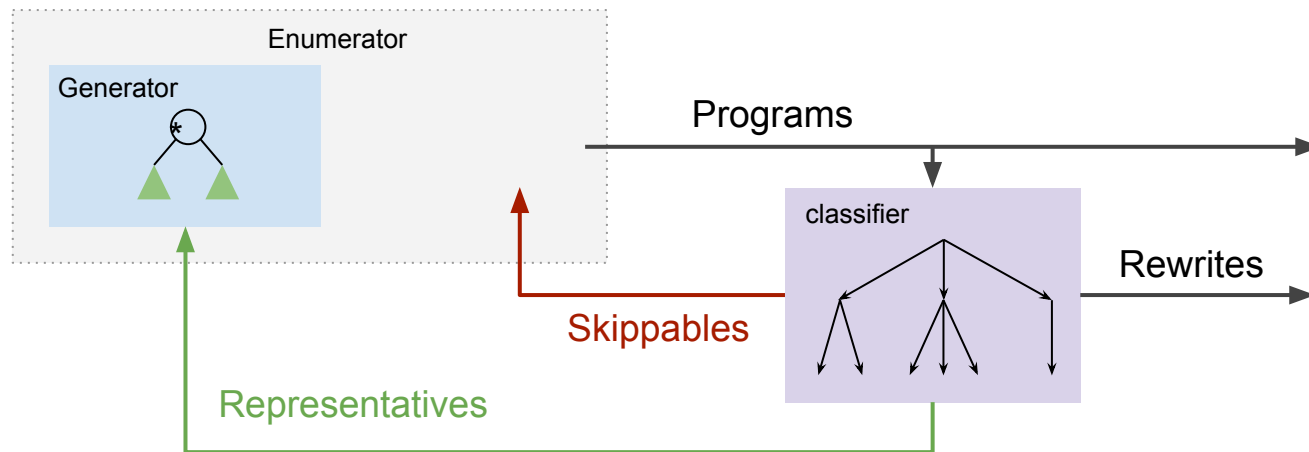 Enumerator
Generator
*
Programs
classifier
Rewrites
Skippables
Representatives